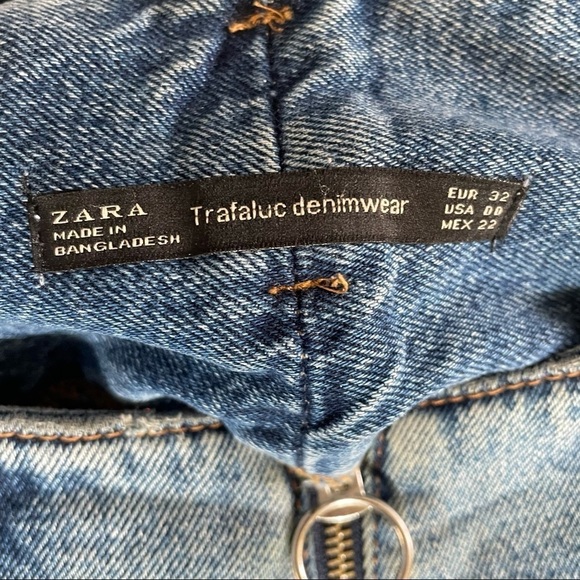 ZARA
MADE IN
BANGLADESH
Trafaluc denimwear
EUR 32
USA 00
MEX 22